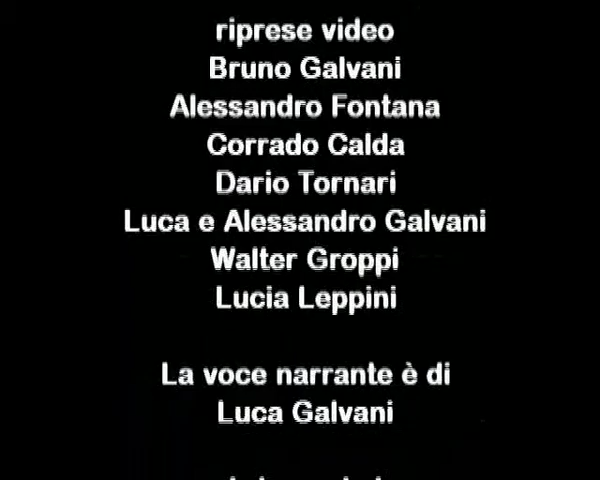 riprese video
Bruno Galvani
Alessandro Fontana
Corrado Calda
Dario Tornari
Luca e Alessandro Galvani
Walter Groppi
Lucia Leppini
La voce narrante è di
Luca Galvani